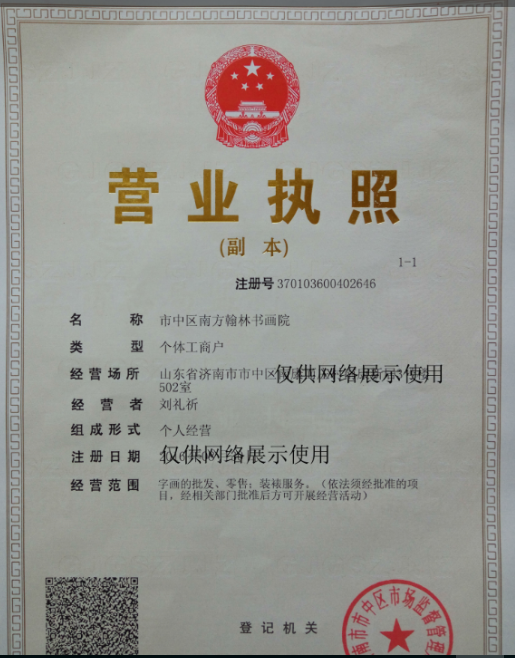 营业执照
(副 本)
1-1
注册号 370103600402646
名 称 市中区南方翰林书画院
类 型 个体工商户
经营场所 山东省济南市市中区 仅供网络展示使用
502室
经 营 者 刘礼祈
组成形式 个人经营
注册日期 仅供网络展示使用
经营范围 字画的批发、零售；装裱服务。（依法须经批准的项
目，经相关部门批准后方可开展经营活动）
登 记 机 关
南市市中区市场监督管理